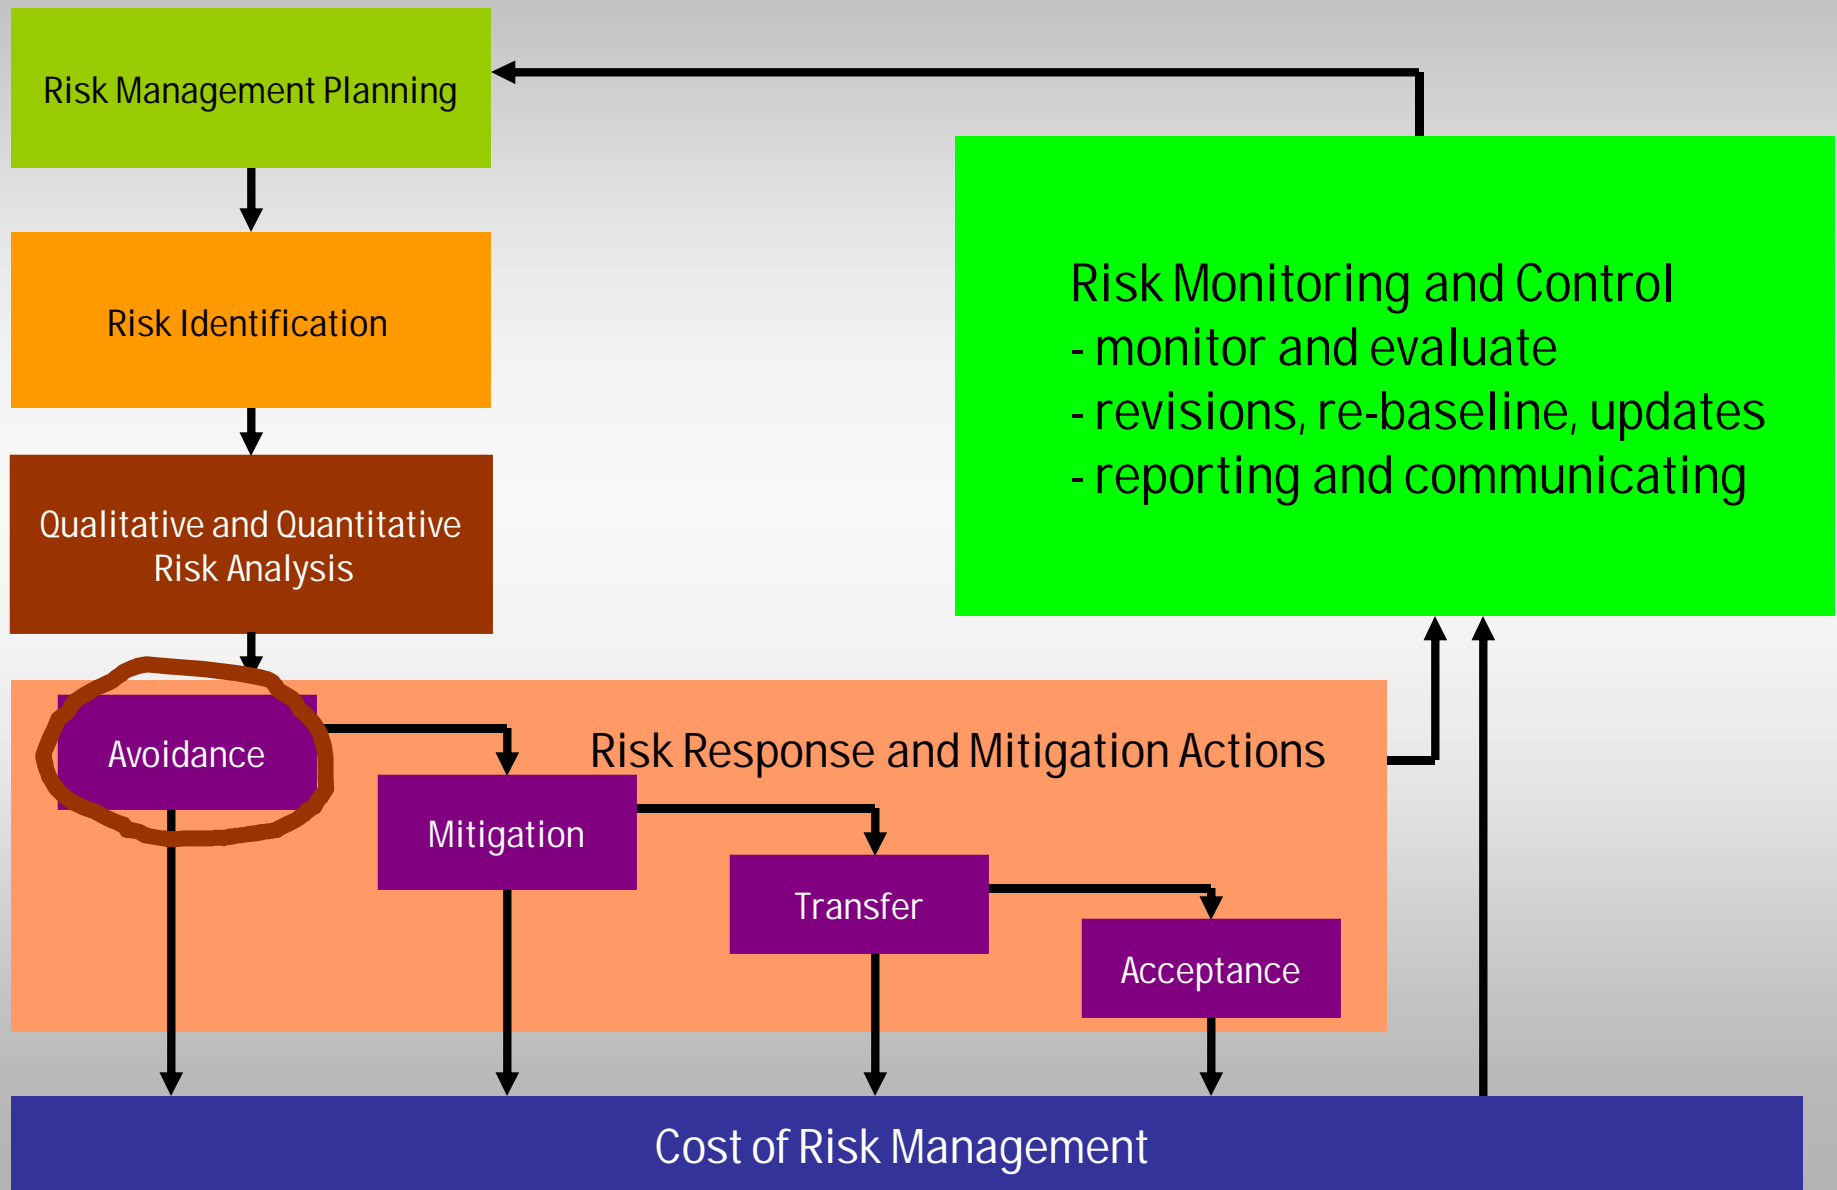 Risk Management Planning
Risk Identification
Qualitative and Quantitative
Risk Analysis
Risk Monitoring and Control
- monitor and evaluate
- revisions, re-baseline, updates
- reporting and communicating
Risk Response and Mitigation Actions
Avoidance
Mitigation
Transfer
Acceptance
Cost of Risk Management